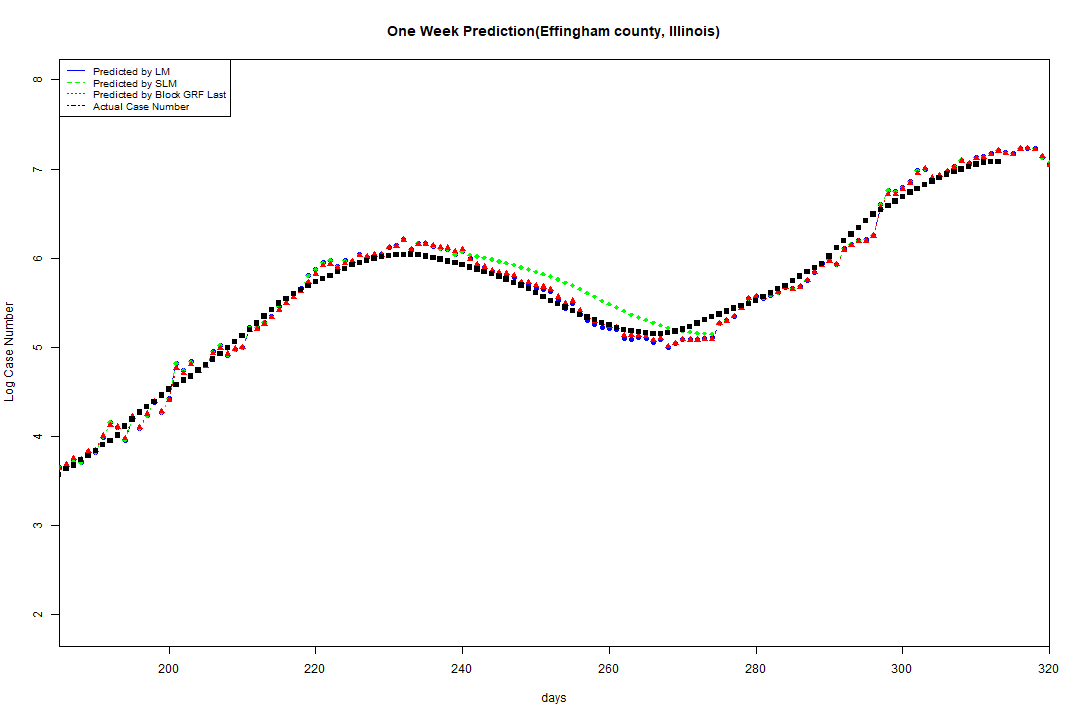 One Week Prediction(Effingham county, Illinois)
Predicted by LM
Predicted by SLM
Predicted by Block GRF Last
Actual Case Number
Log Case Number
8
7
6
5
4
3
2
200 220 240 260 280 300 320
days